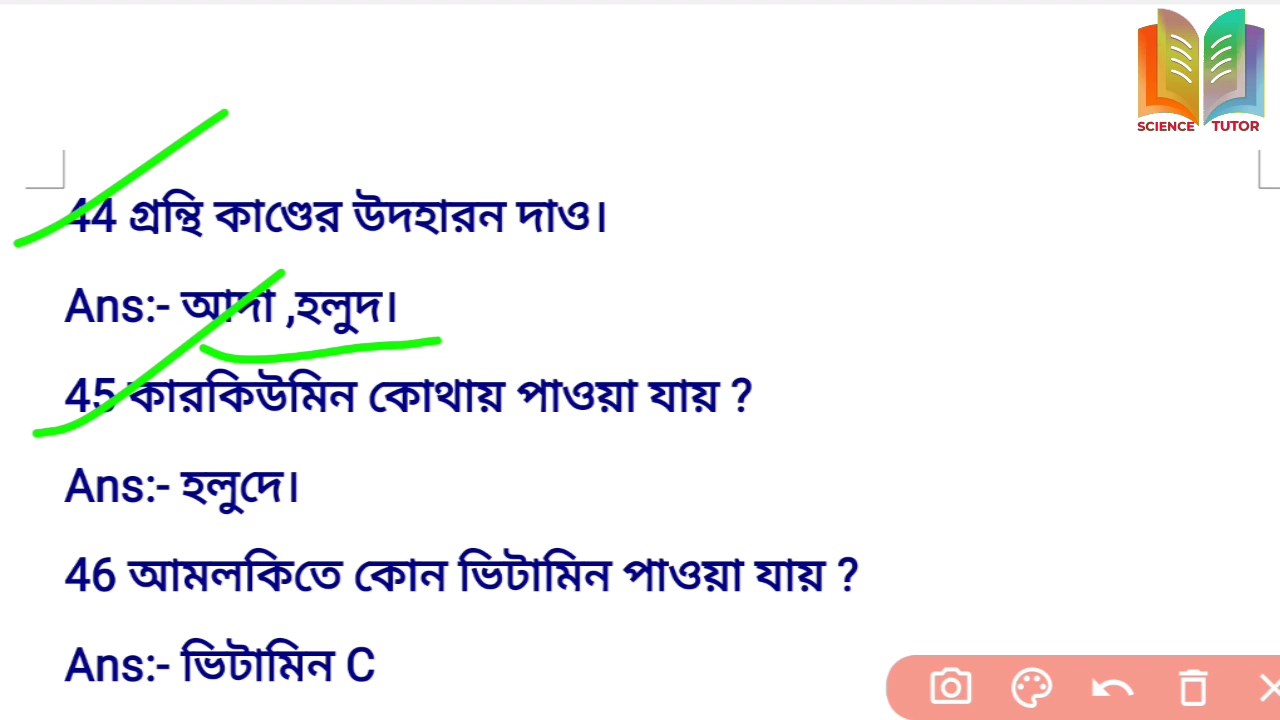 SCIENCE TUTOR
44 গ্রন্থি কাণ্ডের উদহারন দাও।
Ans:- আদা ,হলুদ।
45 কারকিউমিন কোথায় পাওয়া যায় ?
Ans:- হলুদে।
46 আমলকিতে কোন ভিটামিন পাওয়া যায় ?
Ans:- ভিটামিন C